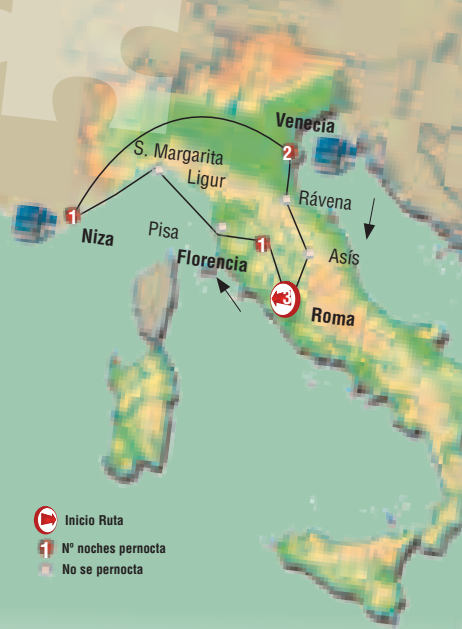 Venecia
2
S. Margarita
Ligur
Rávena
1
Niza
Pisa
1
Asís
Florencia
3
Roma
Inicio Ruta
1 Nº noches pernocta
No se pernocta